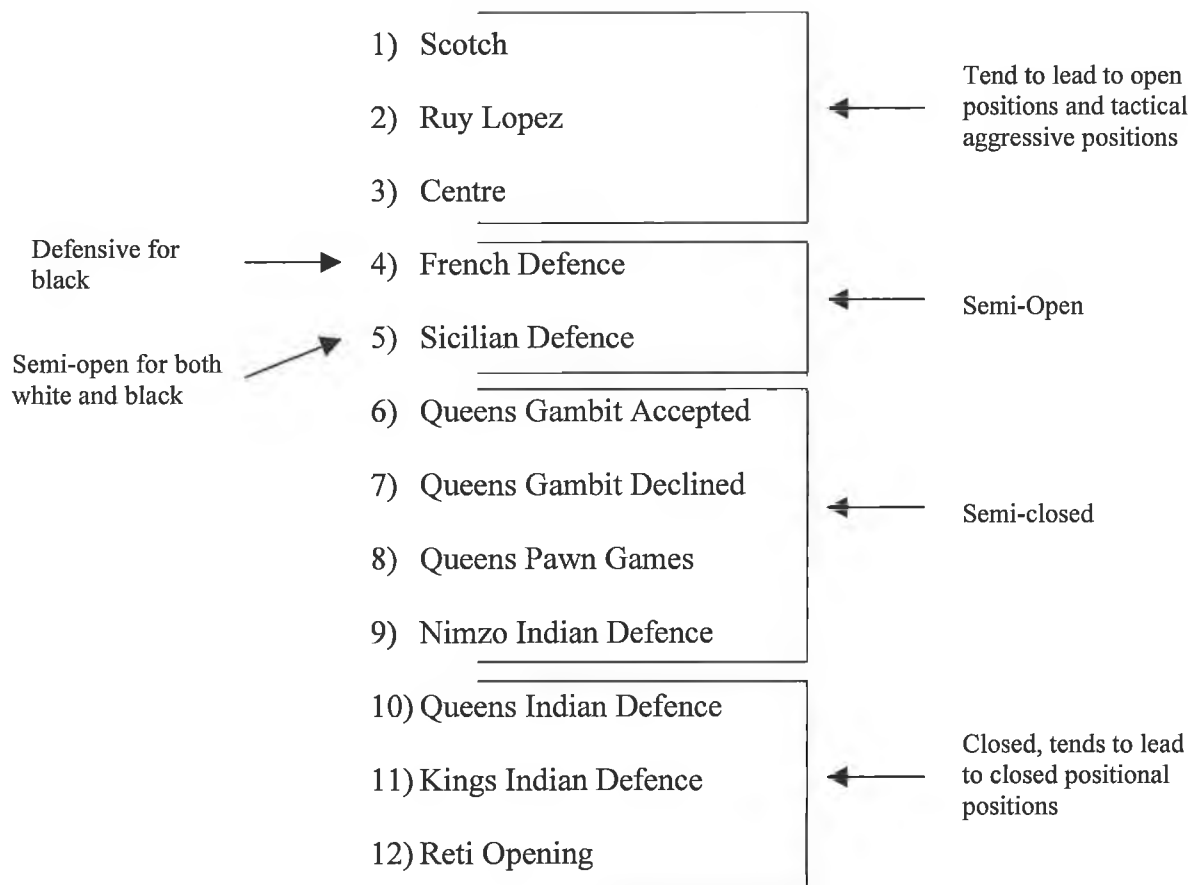 1) Scotch
Tend to lead to open
positions and tactical
aggressive positions
2) Ruy Lopez
3) Centre
Defensive for
black
4) French Defence
Semi-Open
5) Sicilian Defence
Semi-open for both
white and black
6) Queens Gambit Accepted
7) Queens Gambit Declined
Semi-closed
8) Queens Pawn Games
9) Nimzo Indian Defence
10) Queens Indian Defence
Closed, tends to lead
to closed positional
positions
11) Kings Indian Defence
12) Reti Opening